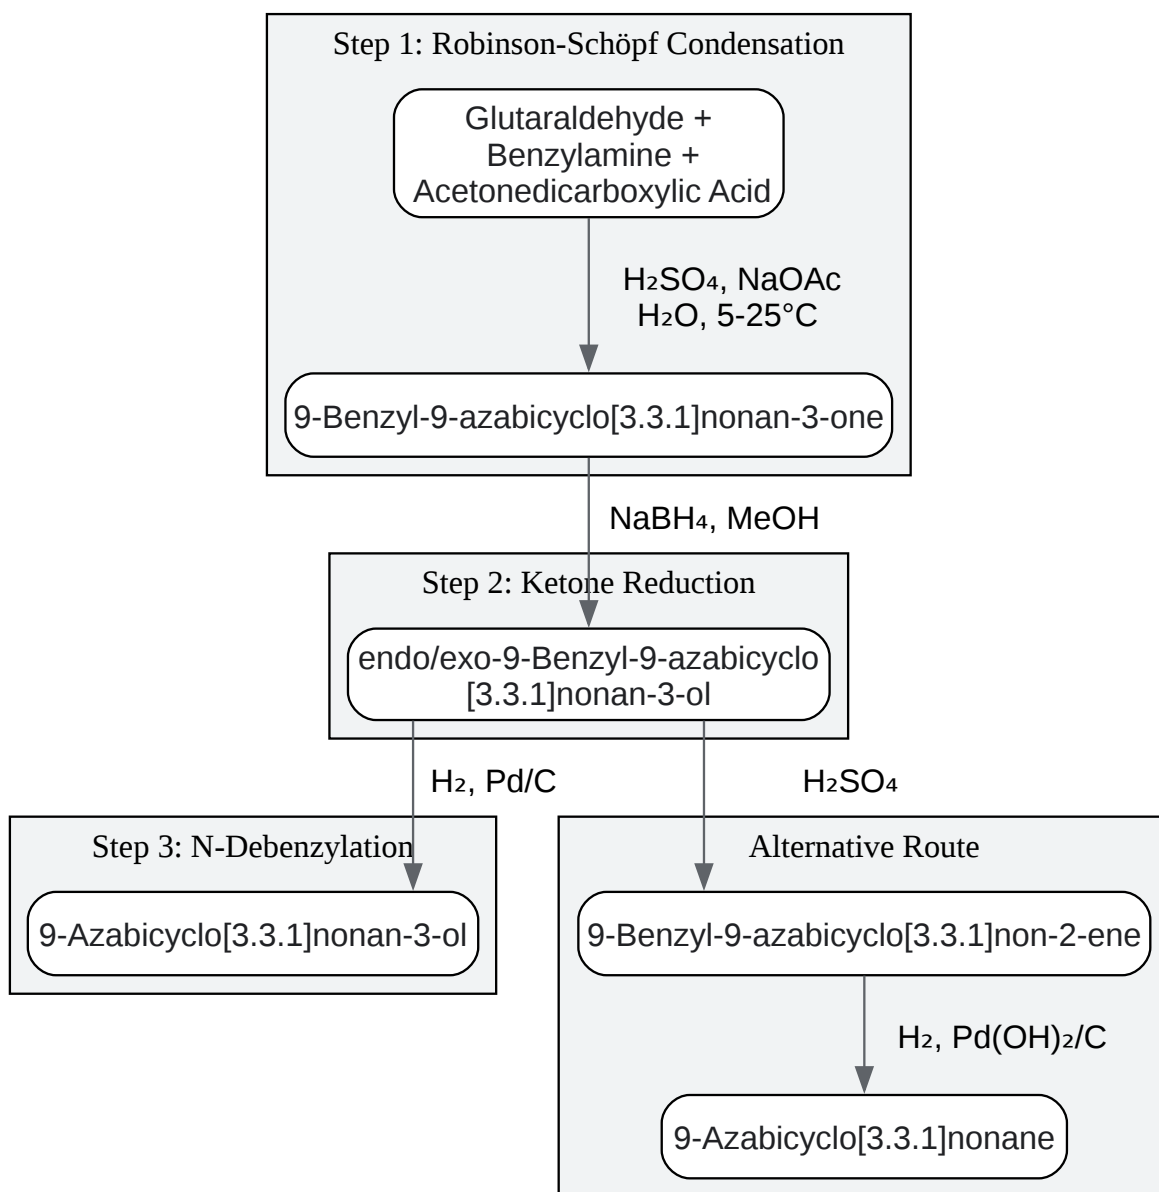 Step 1: Robinson-Schöpf Condensation
Glutaraldehyde +
Benzylamine +
Acetonedicarboxylic Acid
H₂SO₄, NaOAc
H₂O, 5-25°C
9-Benzyl-9-azabicyclo[3.3.1]nonan-3-one
NaBH₄, MeOH
Step 2: Ketone Reduction
endo/exo-9-Benzyl-9-azabicyclo
[3.3.1]nonan-3-ol
H₂, Pd/C
H₂SO₄
Step 3: N-Debenzylation
9-Azabicyclo[3.3.1]nonan-3-ol
Alternative Route
9-Benzyl-9-azabicyclo[3.3.1]non-2-ene
H₂, Pd(OH)₂/C
9-Azabicyclo[3.3.1]nonane